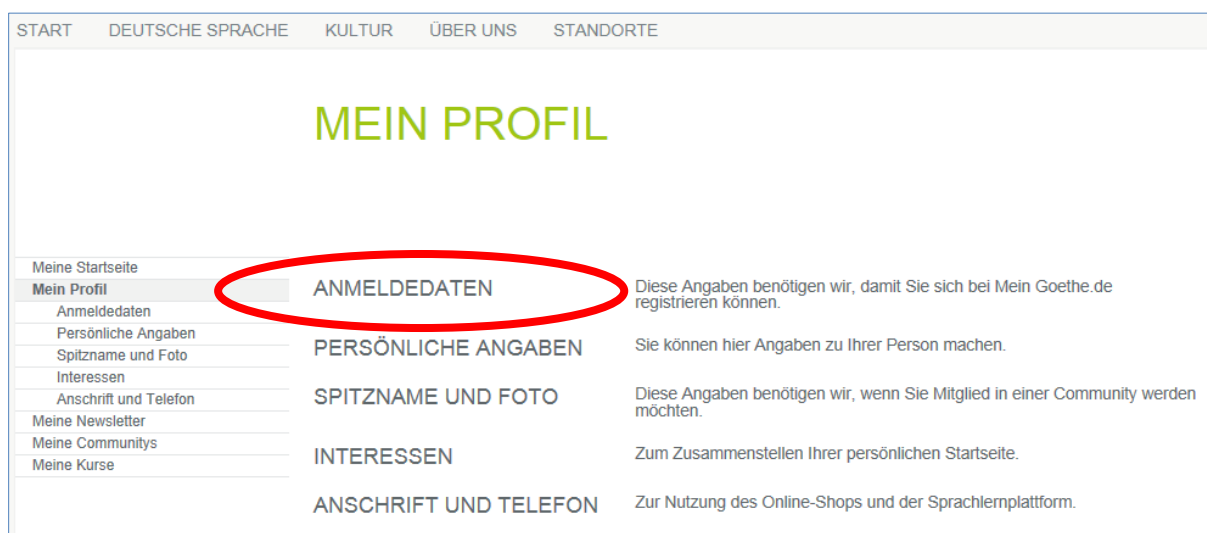 START DEUTSCHE SPRACHE KULTUR ÜBER UNS STANDORTE
MEIN PROFIL
Meine Startseite
Mein Profil
Anmeldedaten
Persönliche Angaben
Spitzname und Foto
Interessen
Anschrift und Telefon
Meine Newsletter
Meine Communitys
Meine Kurse
ANMELDEDATEN
Diese Angaben benötigen wir, damit Sie sich bei Mein Goethe.de
registrieren können.
PERSÖNLICHE ANGABEN
Sie können hier Angaben zu Ihrer Person machen.
SPITZNAME UND FOTO
Diese Angaben benötigen wir, wenn Sie Mitglied in einer Community werden
möchten.
INTERESSEN
Zum Zusammenstellen Ihrer persönlichen Startseite.
ANSCHRIFT UND TELEFON
Zur Nutzung des Online-Shops und der Sprachlernplattform.